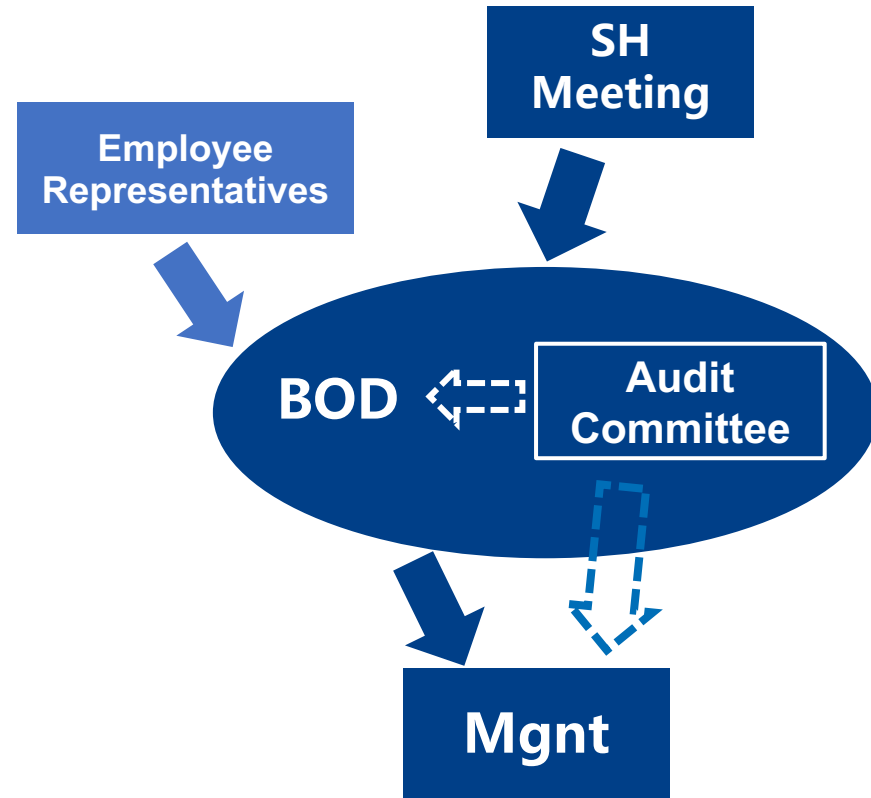 SH
Meeting
Employee
Representatives
BOD
Audit
Committee
Mgnt